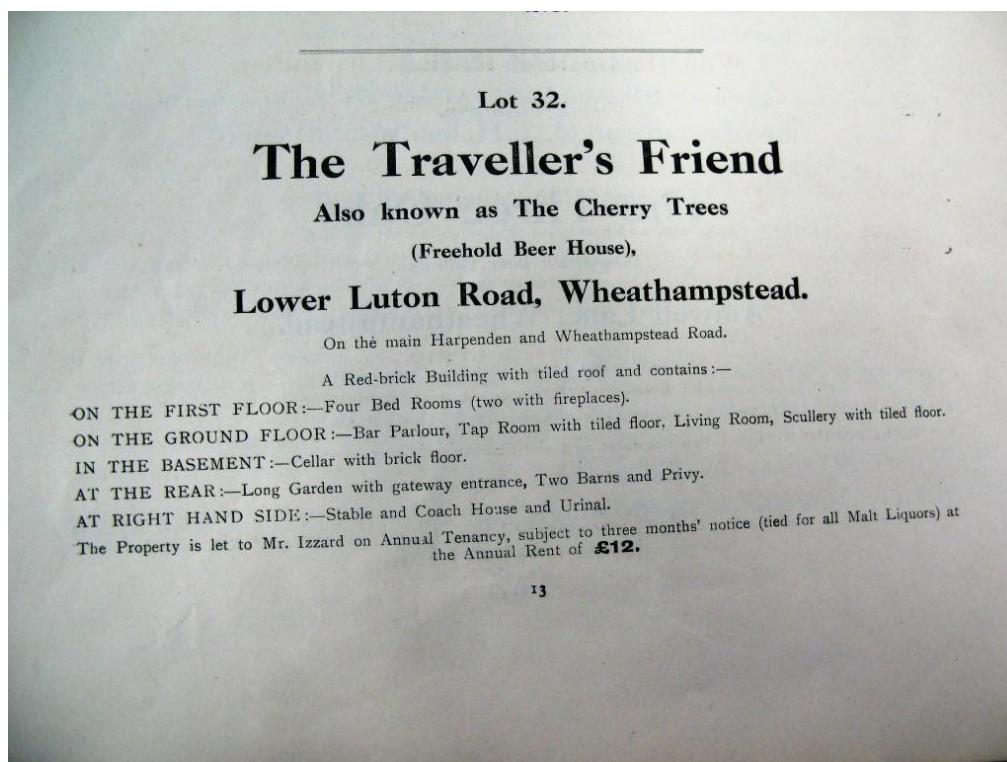 Lot 32.
The Traveller's Friend
Also known as The Cherry Trees
(Freehold Beer House),
Lower Luton Road, Wheathampstead.
On the main Harpenden and Wheathampstead Road.
A Red-brick Building with tiled roof and contains:—
ON THE FIRST FLOOR:—Four Bed Rooms (two with fireplaces).
ON THE GROUND FLOOR:—Bar Parlour, Tap Room with tiled floor, Living Room, Scullery with tiled floor.
IN THE BASEMENT:—Cellar with brick floor.
AT THE REAR:—Long Garden with gateway entrance, Two Barns and Privy.
AT RIGHT HAND SIDE:—Stable and Coach House and Urinal.
The Property is let to Mr. Izzard on Annual Tenancy, subject to three months' notice (tied for all Malt Liquors) at
the Annual Rent of £12.
13